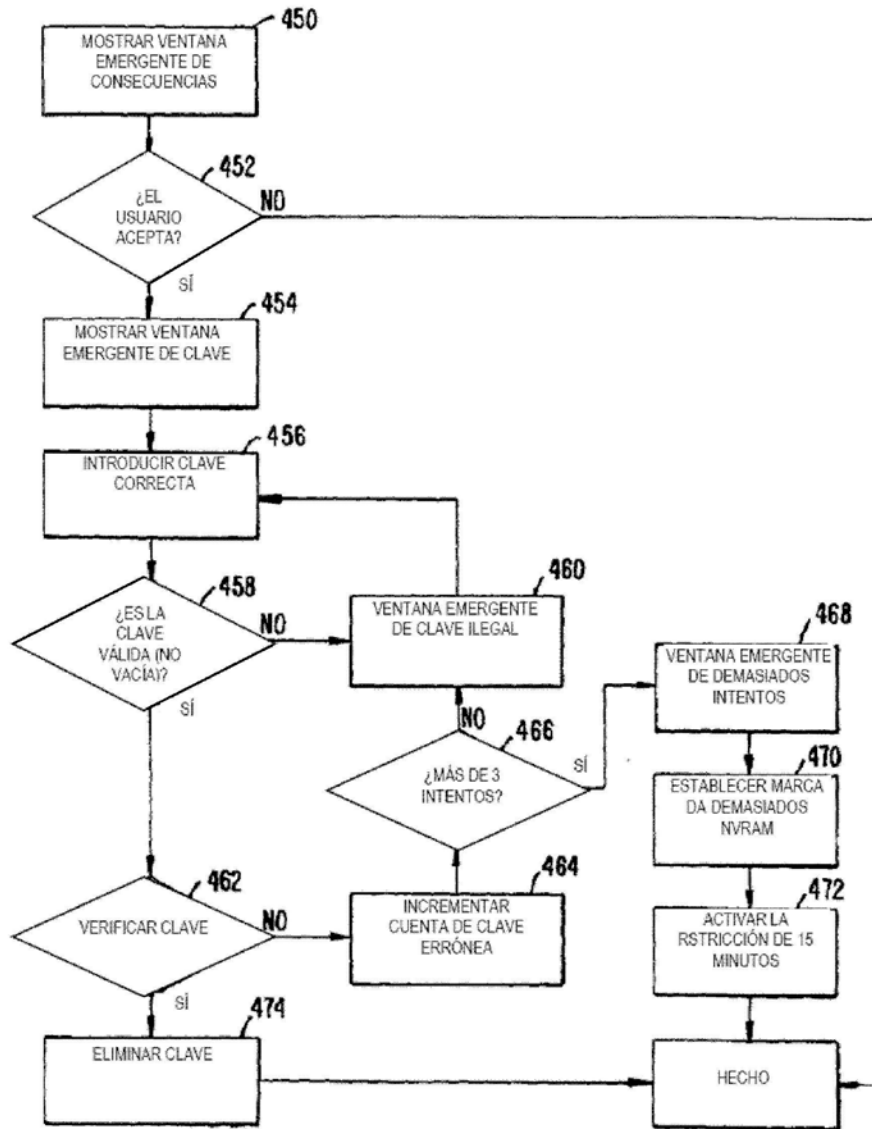 450
MOSTRAR VENTANA
EMERGENTE DE
CONSECUENCIAS
452
¿EL
USUARIO
ACEPTA?
NO
SÍ
454
MOSTRAR VENTANA
EMERGENTE DE CLAVE
456
INTRODUCIR CLAVE
CORRECTA
458
¿ES LA
CLAVE
VÁLIDA (NO
VACÍA)?
NO
SÍ
460
VENTANA EMERGENTE
DE CLAVE ILEGAL
462
VERIFICAR CLAVE
NO
SÍ
464
INCREMENTAR
CUENTA DE CLAVE
ERRÓNEA
466
¿MÁS DE 3
INTENTOS?
NO
SÍ
468
VENTANA EMERGENTE
DE DEMASIADOS
INTENTOS
470
ESTABLECER MARCA
DA DEMASIADOS
NVRAM
472
ACTIVAR LA
RSTRICCIÓN DE 15
MINUTOS
474
ELIMINAR CLAVE
HECHO